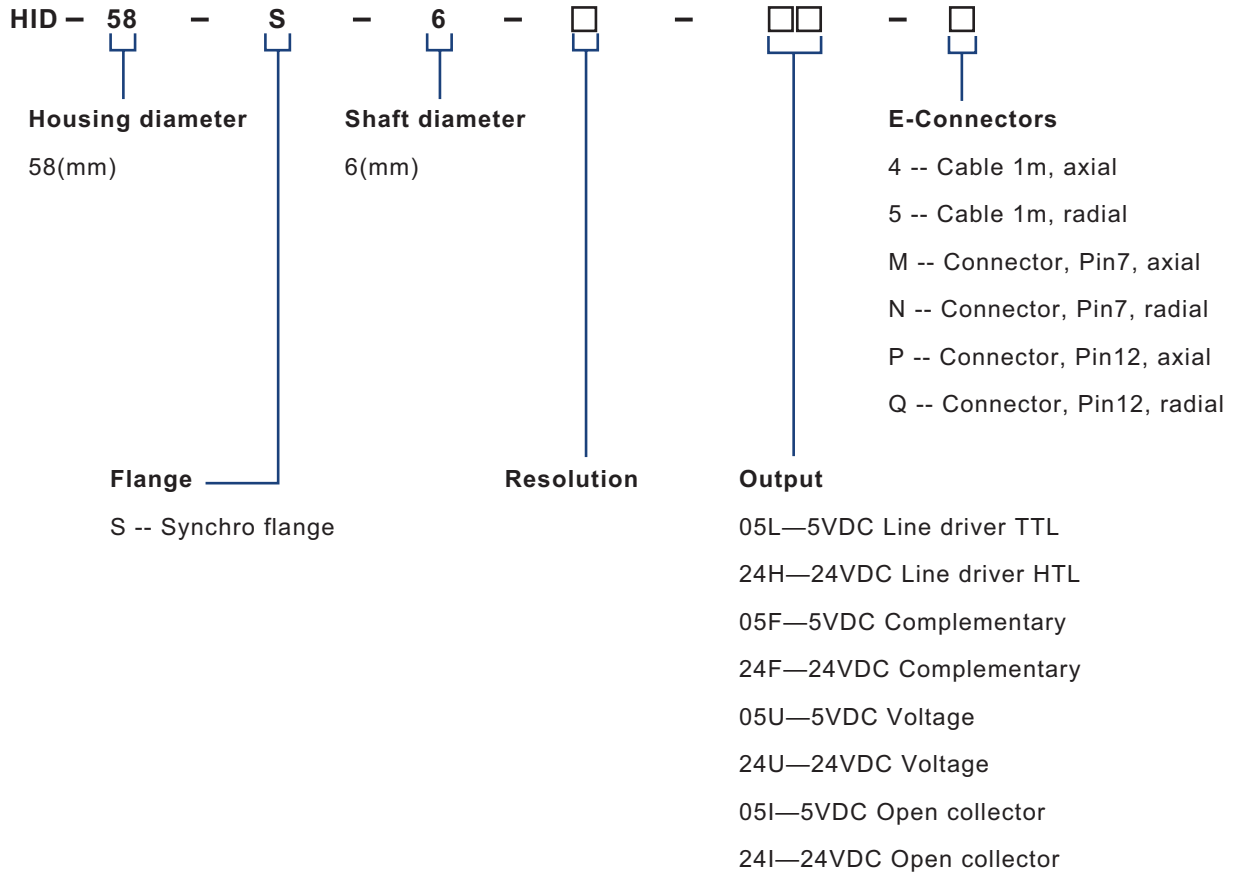 HID – 58 – S – 6 – □ – □□ – □
Housing diameter
58(mm)
Shaft diameter
6(mm)
E-Connectors
4 -- Cable 1m, axial
5 -- Cable 1m, radial
M -- Connector, Pin7, axial
N -- Connector, Pin7, radial
P -- Connector, Pin12, axial
Q -- Connector, Pin12, radial
Flange
S -- Synchro flange
Resolution
Output
05L—5VDC Line driver TTL
24H—24VDC Line driver HTL
05F—5VDC Complementary
24F—24VDC Complementary
05U—5VDC Voltage
24U—24VDC Voltage
05I—5VDC Open collector
24I—24VDC Open collector